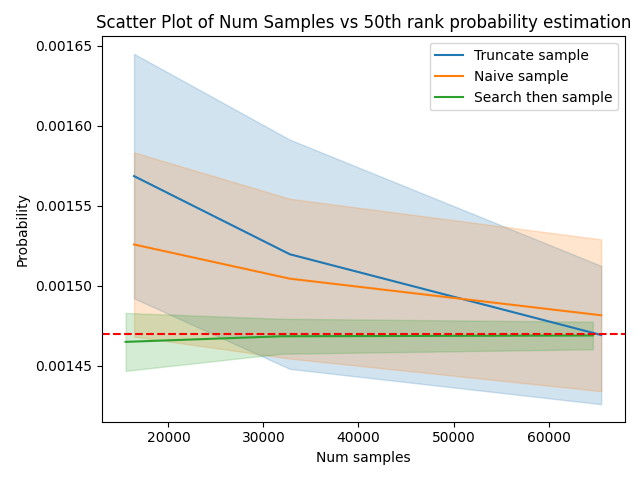 Scatter Plot of Num Samples vs 50th rank probability estimation
Truncate sample
Naive sample
Search then sample
0.00165
0.00160
0.00155
0.00150
0.00145
Probability
20000 30000 40000 50000 60000
Num samples